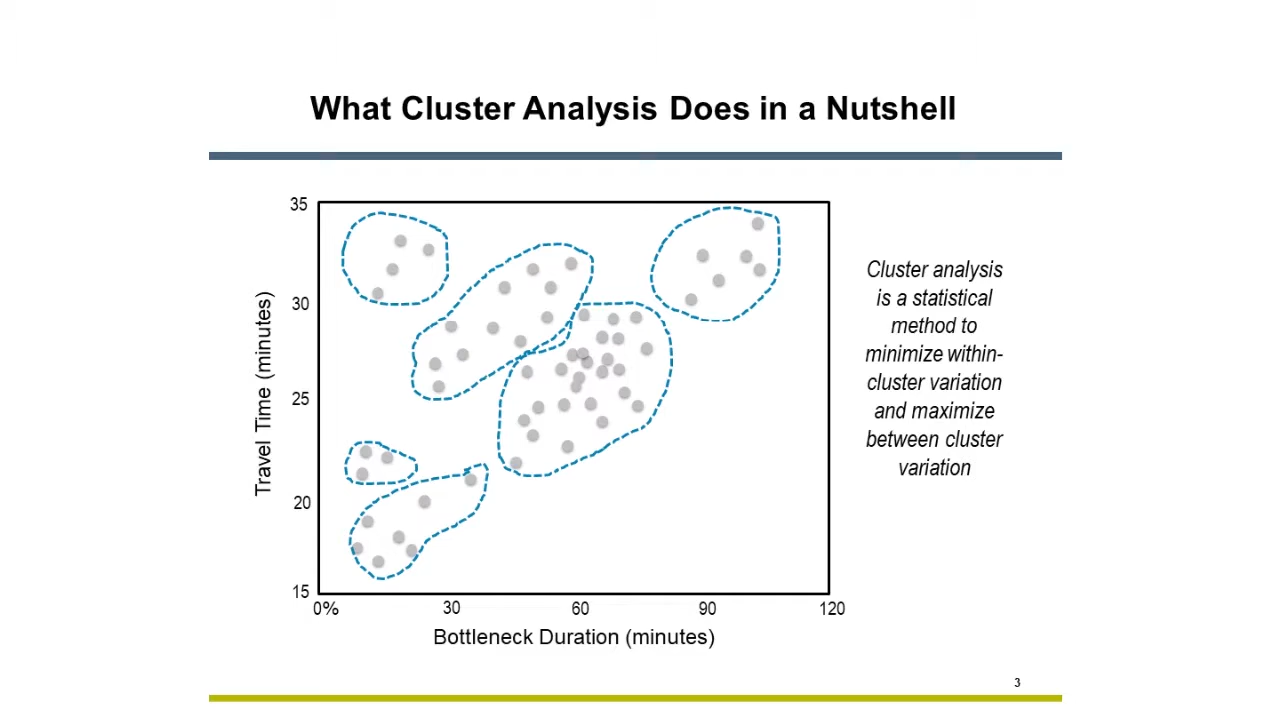 What Cluster Analysis Does in a Nutshell
35
30
25
20
15
Travel Time (minutes)
0%
30
60
90
120
Bottleneck Duration (minutes)
Cluster analysis
is a statistical
method to
minimize within-
cluster variation
and maximize
between cluster
variation
3